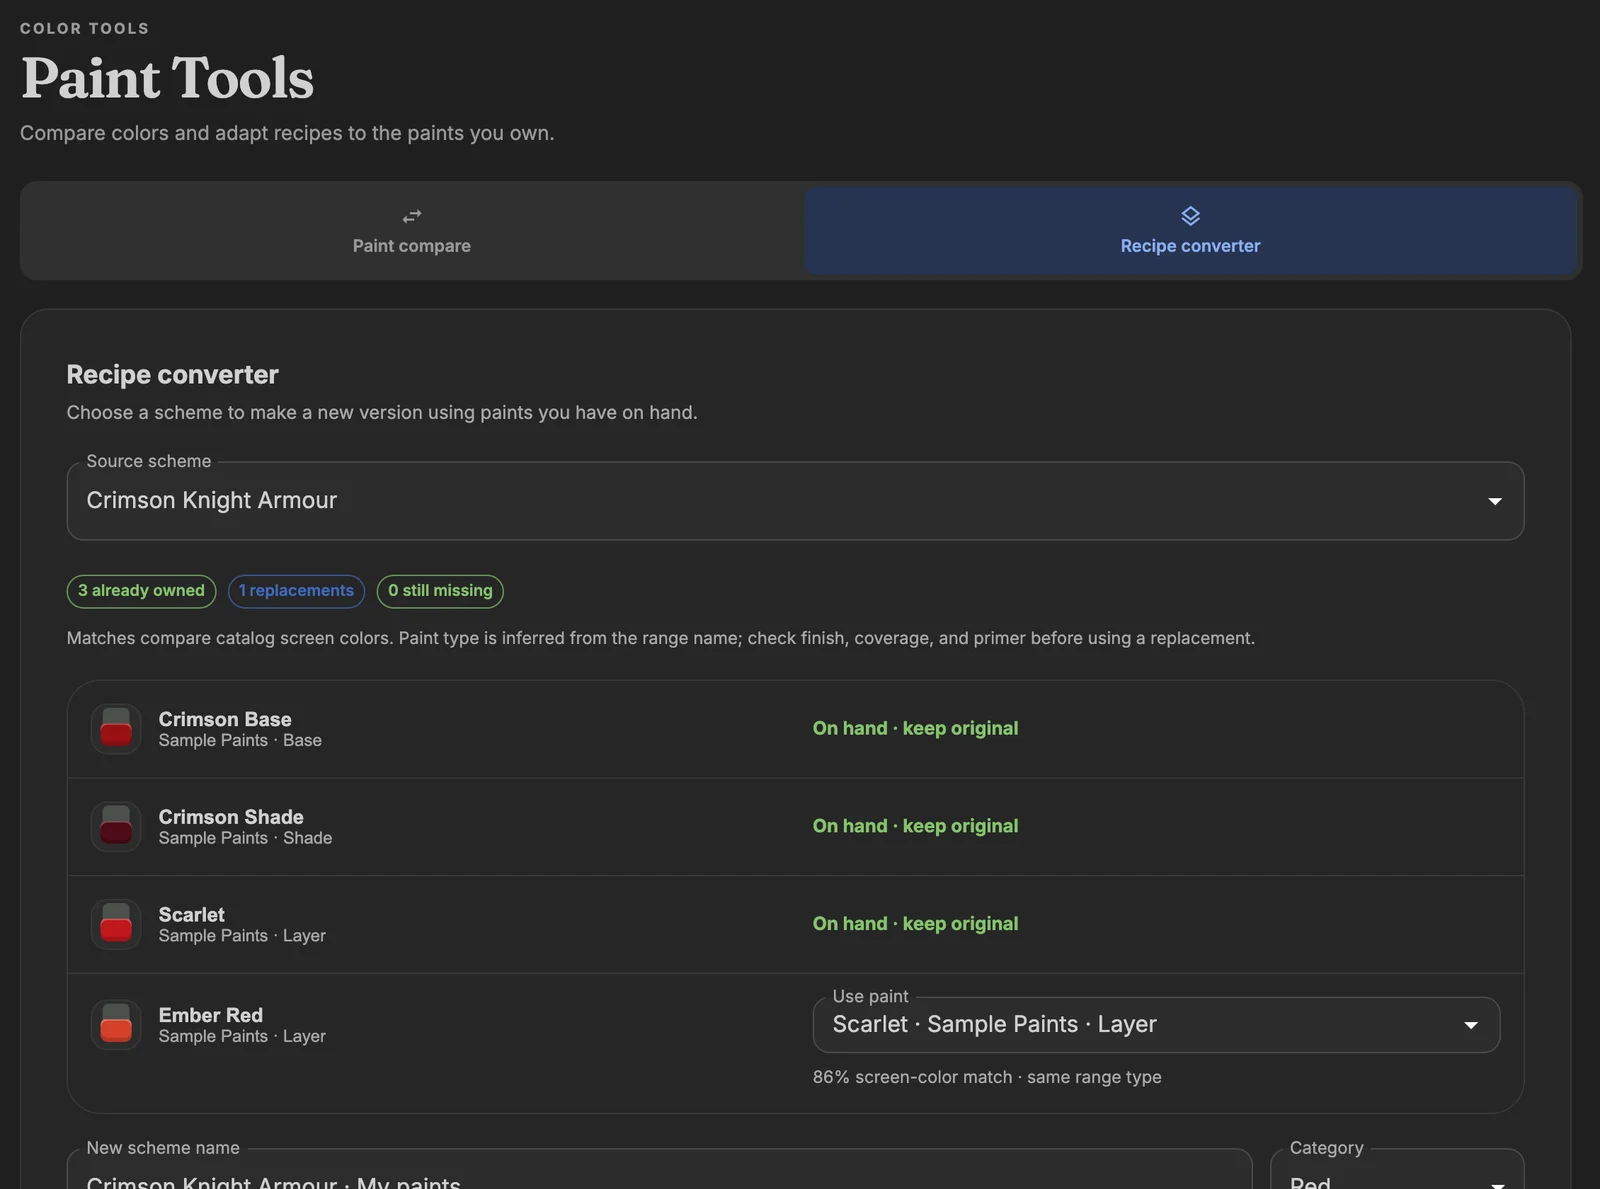 COLOR TOOLS
Paint Tools
Compare colors and adapt recipes to the paints you own.
Paint compare
Recipe converter
Recipe converter
Choose a scheme to make a new version using paints you have on hand.
Source scheme
Crimson Knight Armour
3 already owned
1 replacements
0 still missing
Matches compare catalog screen colors. Paint type is inferred from the range name; check finish, coverage, and primer before using a replacement.
Crimson Base
Sample Paints · Base
On hand · keep original
Crimson Shade
Sample Paints · Shade
On hand · keep original
Scarlet
Sample Paints · Layer
On hand · keep original
Ember Red
Sample Paints · Layer
Use paint
Scarlet · Sample Paints · Layer
86% screen-color match · same range type
New scheme name
Crimson Knight Armour · My paints
Category
Red